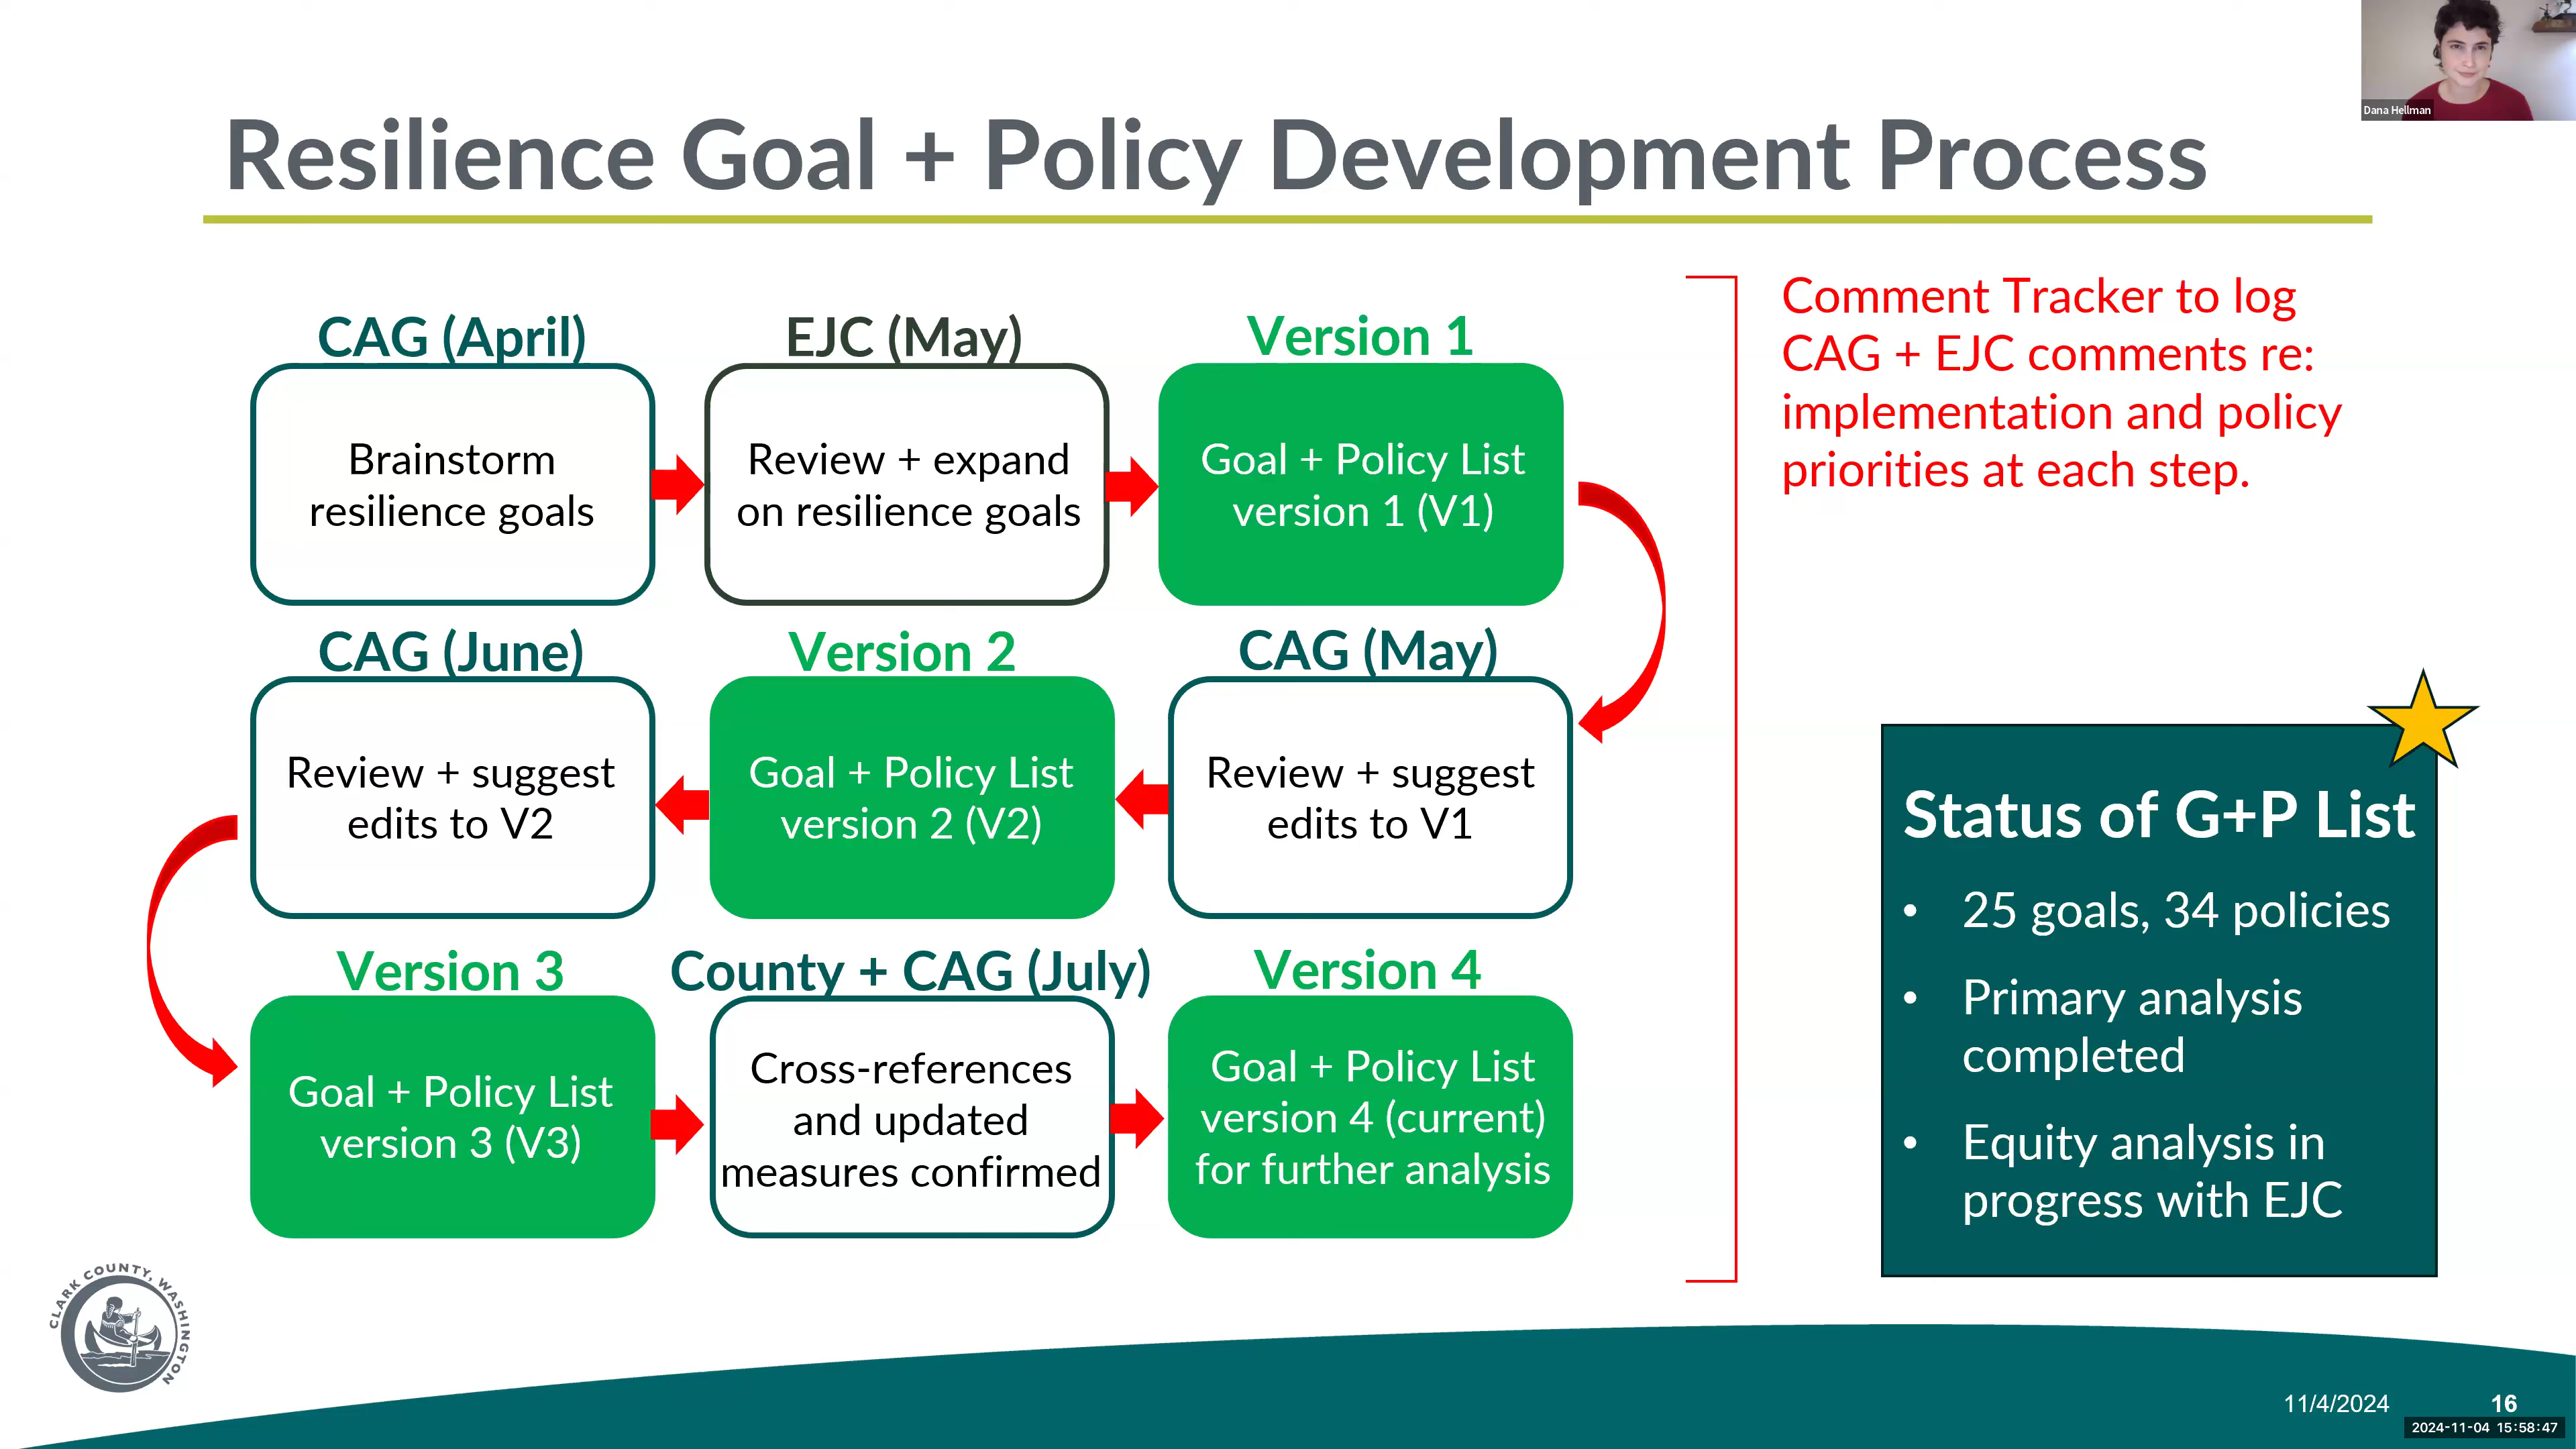 Dana Hellman
Resilience Goal + Policy Development Process
CAG (April)
Brainstorm
resilience goals
EJC (May)
Review + expand
on resilience goals
Version 1
Goal + Policy List
version 1 (V1)
CAG (May)
Review + suggest
edits to V1
Version 2
Goal + Policy List
version 2 (V2)
CAG (June)
Review + suggest
edits to V2
Version 3
Goal + Policy List
version 3 (V3)
County + CAG (July)
Cross-references
and updated
measures confirmed
Version 4
Goal + Policy List
version 4 (current)
for further analysis
Comment Tracker to log
CAG + EJC comments re:
implementation and policy
priorities at each step.
Status of G+P List
• 25 goals, 34 policies
• Primary analysis
completed
• Equity analysis in
progress with EJC
CLARK COUNTY, WASHINGTON
11/4/2024
16
2024-11-04 15:58:47